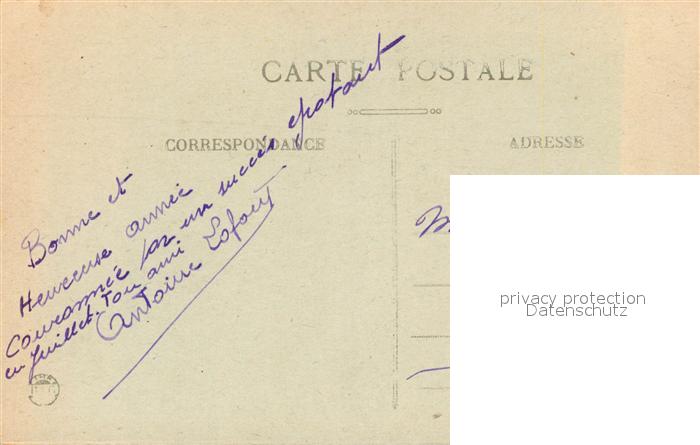 CARTE POSTALE
CORRESPONDANCE
ADRESSE
Bonne et
Heureuse année
Couronnée par un succès épatant
en Juillet. Ton ami
Antoine Lafont
M
privacy protection
Datenschutz